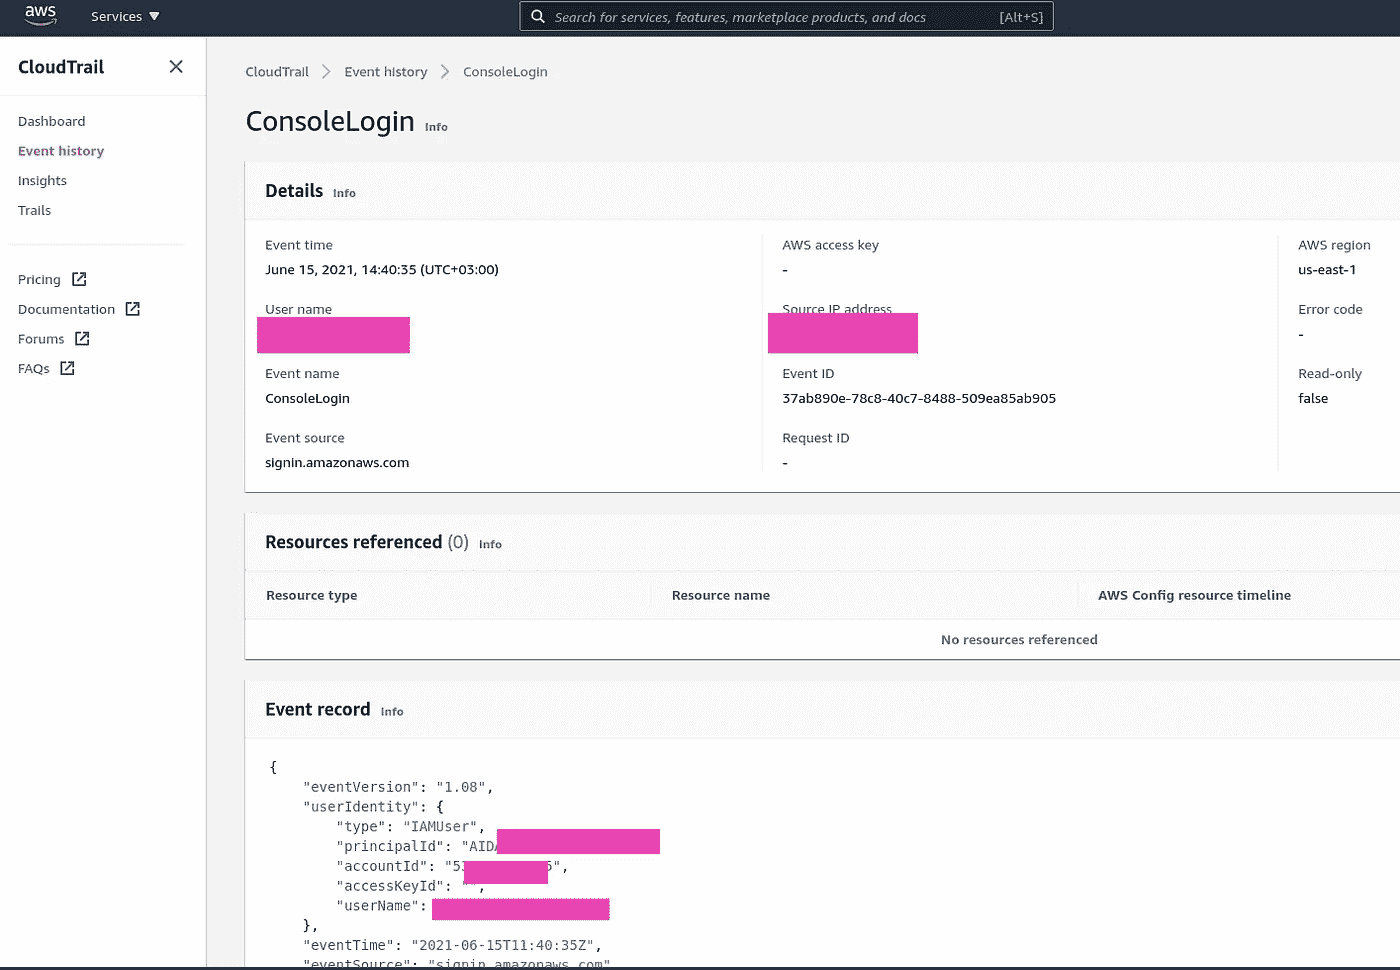 aws
Services ▼
Search for services, features, marketplace products, and docs [Alt+S]
CloudTrail
Dashboard
Event history
Insights
Trails
Pricing
Documentation
Forums
FAQs
CloudTrail > Event history > ConsoleLogin
ConsoleLogin Info
Details Info
Event time
June 15, 2021, 14:40:35 (UTC+03:00)
User name
Event name
ConsoleLogin
Event source
signin.amazonaws.com
AWS access key
-
Source IP address
Event ID
37ab890e-78c8-40c7-8488-509ea85ab905
Request ID
-
AWS region
us-east-1
Error code
-
Read-only
false
Resources referenced (0) Info
Resource type Resource name AWS Config resource timeline
No resources referenced
Event record Info
{
"eventVersion": "1.08",
"userIdentity": {
"type": "IAMUser",
"principalId": "AIDA
"accountId": "53 5",
"accessKeyId": "",
"userName":
},
"eventTime": "2021-06-15T11:40:35Z",
"eventSource": "signin.amazonaws.com"